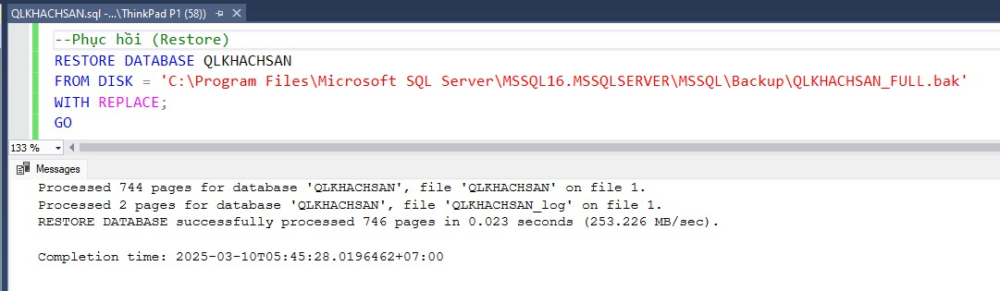 QLKHACHSAN.sql -...\ThinkPad P1 (58))
--Phục hồi (Restore)
RESTORE DATABASE QLKHACHSAN
FROM DISK = 'C:\Program Files\Microsoft SQL Server\MSSQL16.MSSQLSERVER\MSSQL\Backup\QLKHACHSAN_FULL.bak'
WITH REPLACE;
GO
133 %
Messages
Processed 744 pages for database 'QLKHACHSAN', file 'QLKHACHSAN' on file 1.
Processed 2 pages for database 'QLKHACHSAN', file 'QLKHACHSAN_log' on file 1.
RESTORE DATABASE successfully processed 746 pages in 0.023 seconds (253.226 MB/sec).
Completion time: 2025-03-10T05:45:28.0196462+07:00